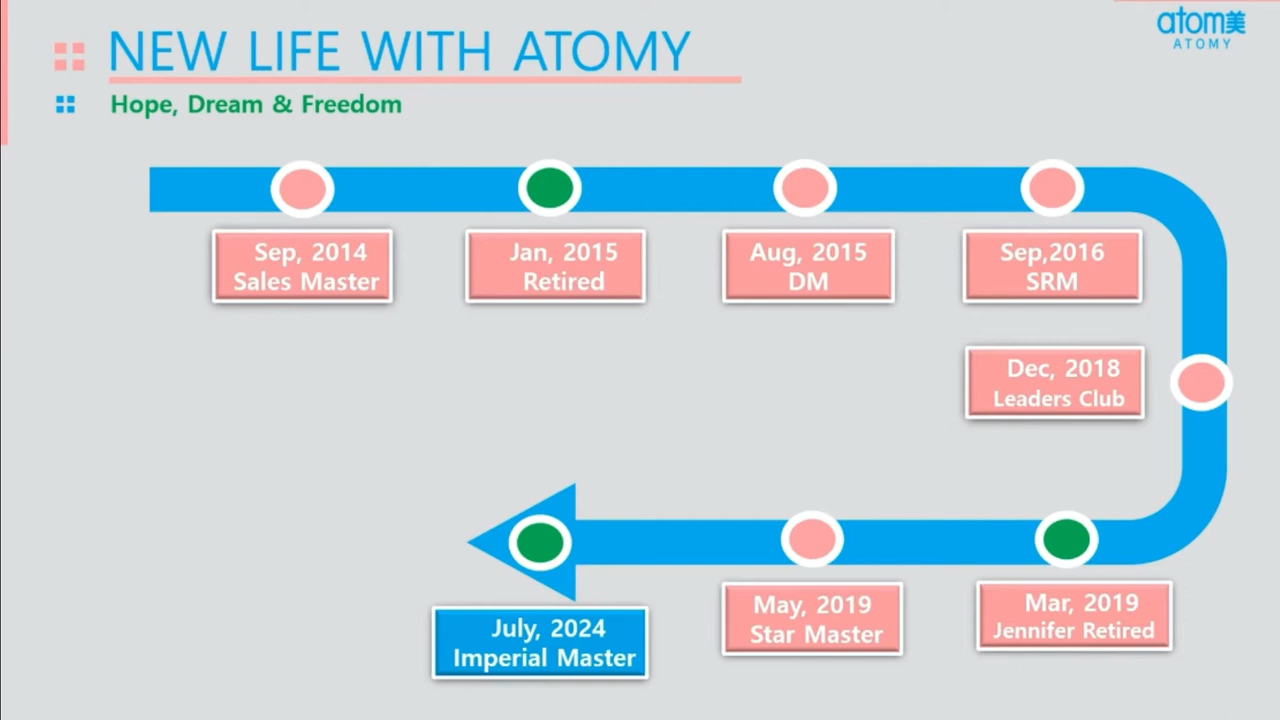 NEW LIFE WITH ATOMY
atom美
ATOMY
Hope, Dream & Freedom
Sep, 2014
Sales Master
Jan, 2015
Retired
Aug, 2015
DM
Sep,2016
SRM
Dec, 2018
Leaders Club
Mar, 2019
Jennifer Retired
May, 2019
Star Master
July, 2024
Imperial Master